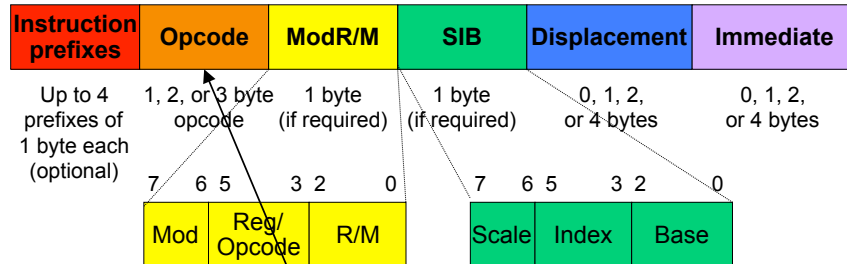 Instruction prefixes
Opcode
ModR/M
SIB
Displacement
Immediate
Up to 4 prefixes of 1 byte each (optional)
1, 2, or 3 byte opcode
1 byte (if required)
1 byte (if required)
0, 1, 2, or 4 bytes
0, 1, 2, or 4 bytes
7 6 5 3 2 0
7 6 5 3 2 0
Mod
Reg/ Opcode
R/M
Scale
Index
Base